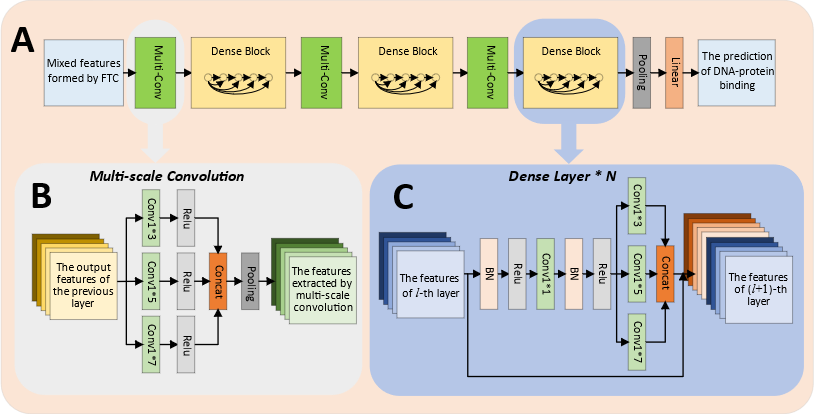 A
Mixed features
formed by FTC
Multi-Conv
Dense Block
Multi-Conv
Dense Block
Multi-Conv
Dense Block
Pooling
Linear
The prediction
of DNA-protein
binding
B
Multi-scale Convolution
The output
features of
the previous
layer
Conv1*3
Relu
Conv1*5
Relu
Conv1*7
Relu
Concat
Pooling
The features
extracted by
multi-scale
convolution
C
Dense Layer * N
The features
of l-th layer
BN
Relu
Conv1*1
BN
Relu
Conv1*3
Conv1*5
Conv1*7
Concat
The features
of (l+1)-th
layer